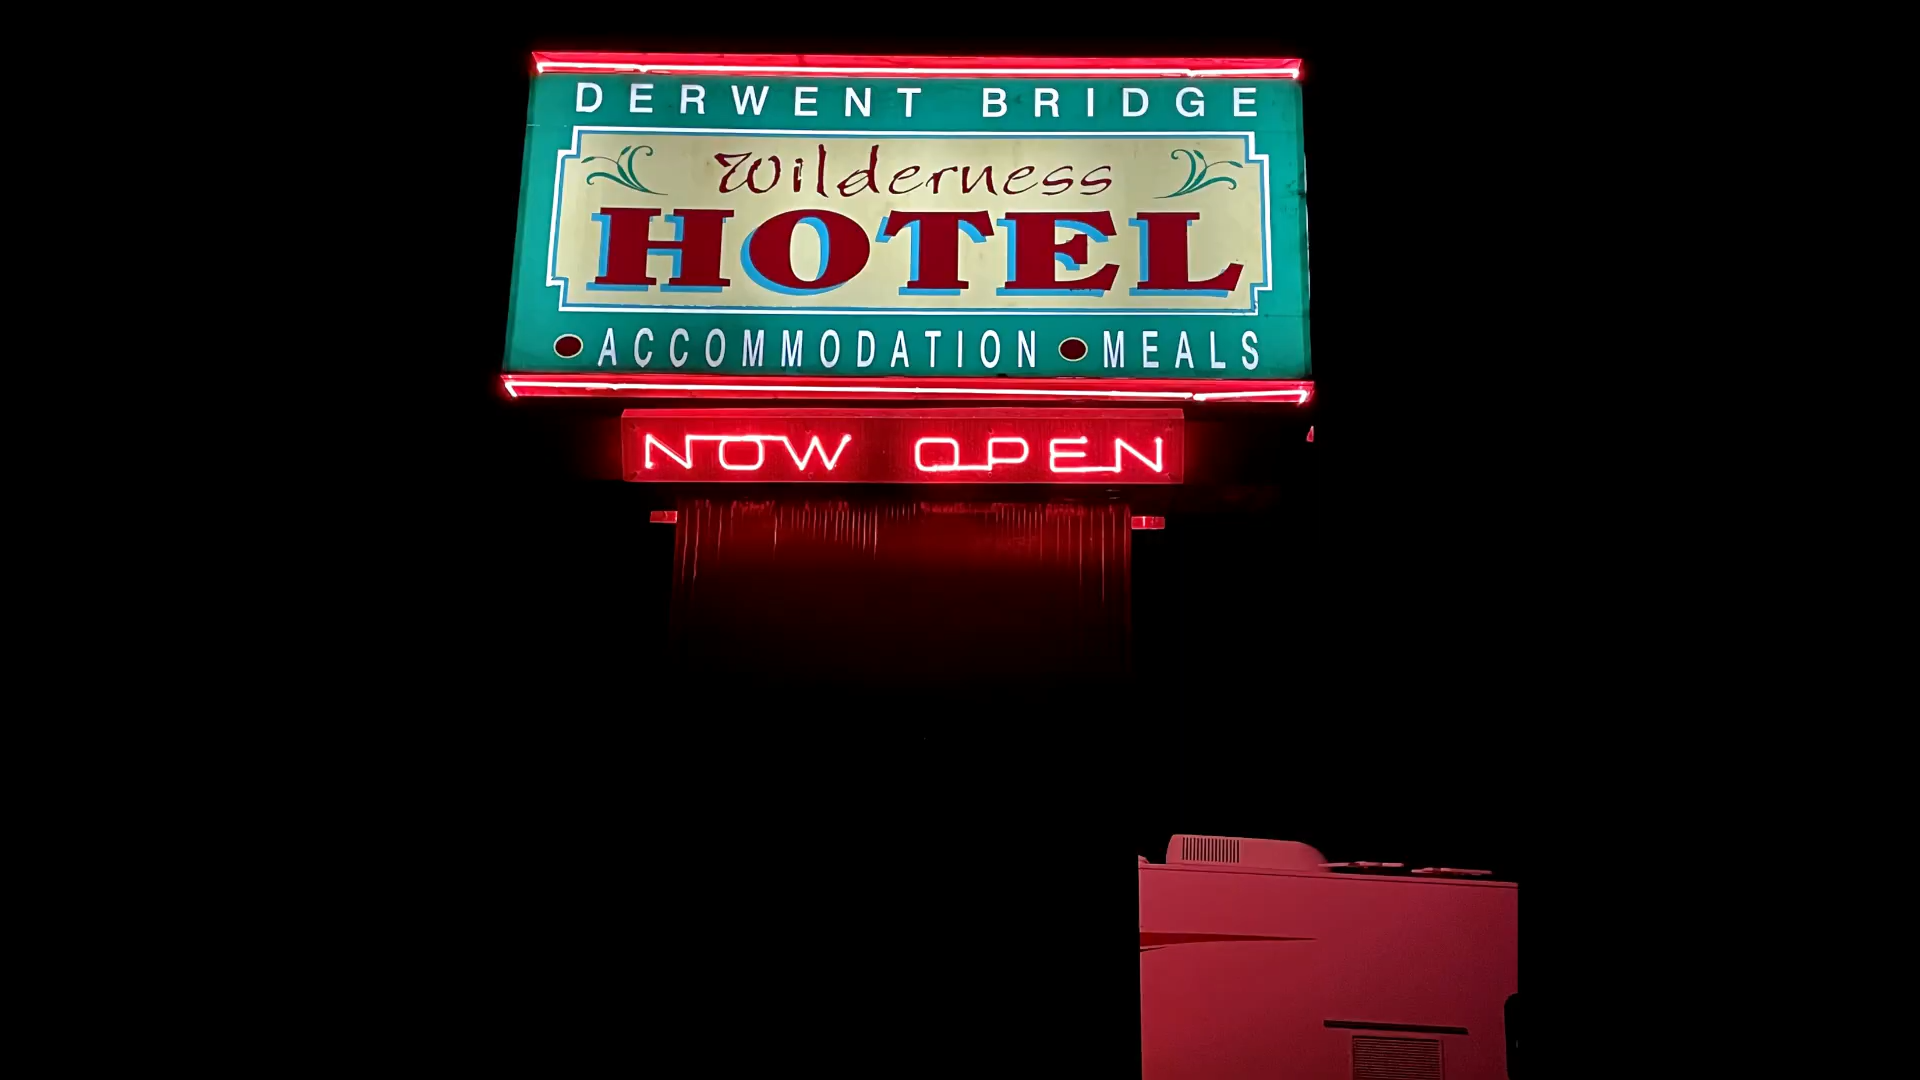 DERWENT BRIDGE
Wilderness
HOTEL
• ACCOMMODATION • MEALS
NOW OPEN